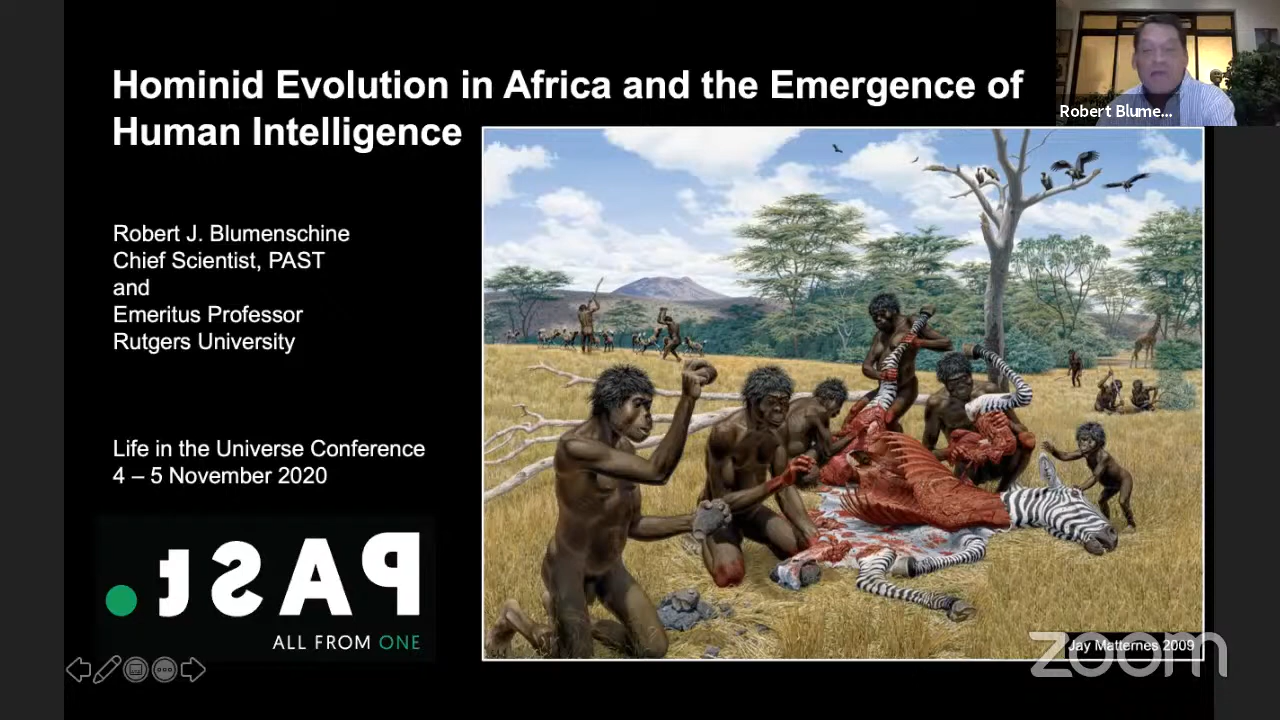 Hominid Evolution in Africa and the Emergence of
Human Intelligence
Robert Blume...
Robert J. Blumenschine
Chief Scientist, PAST
and
Emeritus Professor
Rutgers University
Life in the Universe Conference
4 – 5 November 2020
PASt.
ALL FROM ONE
Jay Matternes 2009
zoom